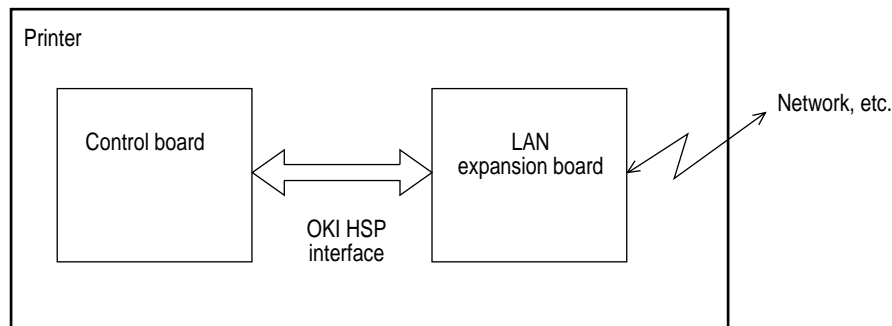 Printer
Control board
LAN
expansion board
Network, etc.
OKI HSP
interface